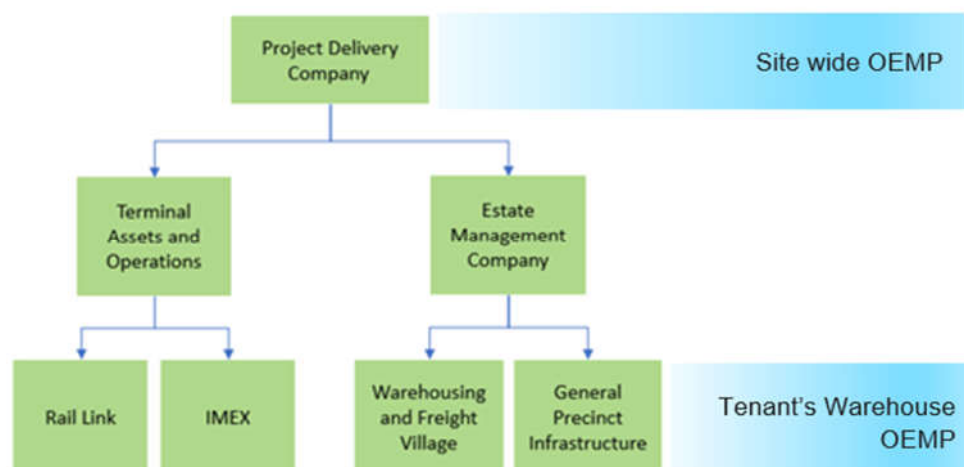 Project Delivery
Company
Site wide OEMP
Terminal
Assets and
Operations
Estate
Management
Company
Rail Link
IMEX
Warehousing
and Freight
Village
General
Precinct
Infrastructure
Tenant's Warehouse
OEMP